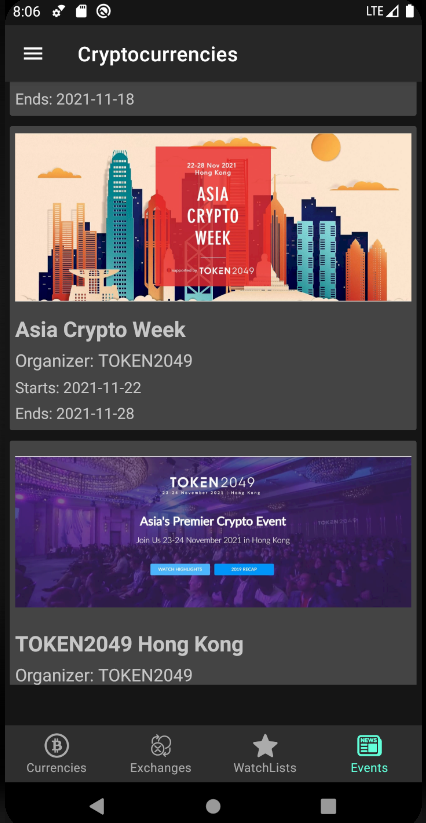 8:06
LTE
Cryptocurrencies
Ends: 2021-11-18
22-28 Nov 2021
Hong Kong
ASIA
CRYPTO
WEEK
TOKEN2049
Asia Crypto Week
Organizer: TOKEN2049
Starts: 2021-11-22
Ends: 2021-11-28
TOKEN2049
23-24 November 2021 - Hong Kong
Asia's Premier Crypto Event
Join Us 23-24 November 2021 in Hong Kong
WATCH HIGHLIGHTS
2019 RECAP
TOKEN2049 Hong Kong
Organizer: TOKEN2049
NEWS
Currencies
Exchanges
WatchLists
Events